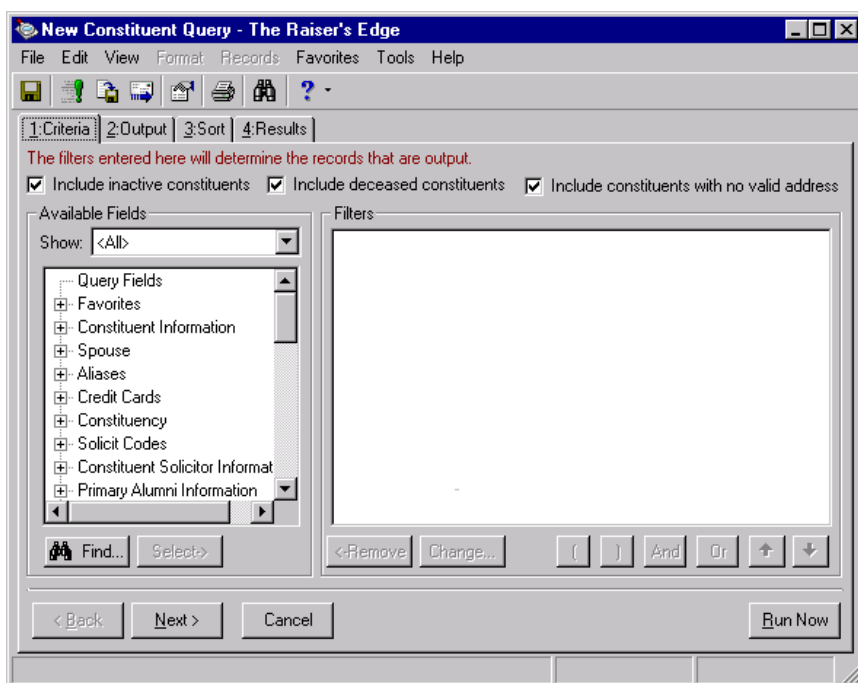 New Constituent Query - The Raiser's Edge
File Edit View Format Records Favorites Tools Help
1:Criteria 2:Output 3:Sort 4:Results
The filters entered here will determine the records that are output.
Include inactive constituents Include deceased constituents Include constituents with no valid address
Available Fields Filters
Show: <All>
Query Fields
Favorites
Constituent Information
Spouse
Aliases
Credit Cards
Constituency
Solicit Codes
Constituent Solicitor Informat
Primary Alumni Information
Find... Select-> <-Remove Change... ( ) And Or
< Back Next > Cancel Run Now